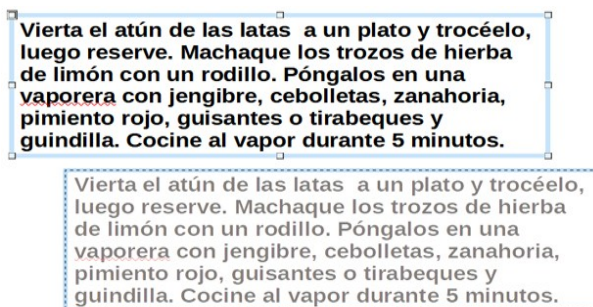 Vierta el atún de las latas  a un plato y trocéelo,
luego reserve. Machaque los trozos de hierba
de limón con un rodillo. Póngalos en una
vaporera con jengibre, cebolletas, zanahoria,
pimiento rojo, guisantes o tirabeques y
guindilla. Cocine al vapor durante 5 minutos.
Vierta el atún de las latas  a un plato y trocéelo,
luego reserve. Machaque los trozos de hierba
de limón con un rodillo. Póngalos en una
vaporera con jengibre, cebolletas, zanahoria,
pimiento rojo, guisantes o tirabeques y
guindilla. Cocine al vapor durante 5 minutos.